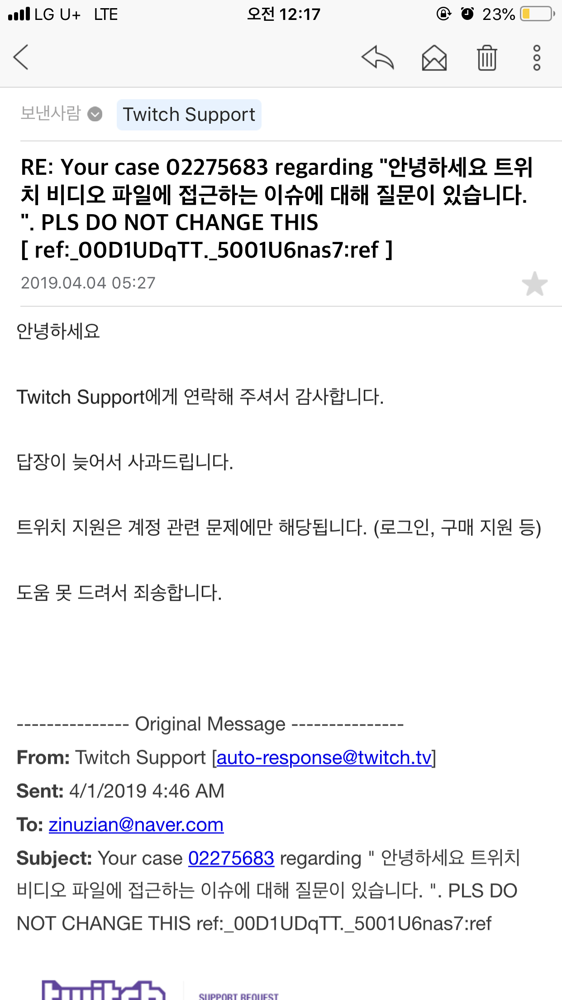 LG U+ LTE 오전 12:17 23%
보낸사람 Twitch Support
RE: Your case 02275683 regarding "안녕하세요 트위
치 비디오 파일에 접근하는 이슈에 대해 질문이 있습니다.
". PLS DO NOT CHANGE THIS
[ ref:_00D1UDqTT._5001U6nas7:ref ]
2019.04.04 05:27
안녕하세요
Twitch Support에게 연락해 주셔서 감사합니다.
답장이 늦어서 사과드립니다.
트위치 지원은 계정 관련 문제에만 해당됩니다. (로그인, 구매 지원 등)
도움 못 드려서 죄송합니다.
--------------- Original Message ---------------
From: Twitch Support [auto-response@twitch.tv]
Sent: 4/1/2019 4:46 AM
To: zinuzian@naver.com
Subject: Your case 02275683 regarding " 안녕하세요 트위치
비디오 파일에 접근하는 이슈에 대해 질문이 있습니다. ". PLS DO
NOT CHANGE THIS ref:_00D1UDqTT._5001U6nas7:ref
twitch SUPPORT REQUEST